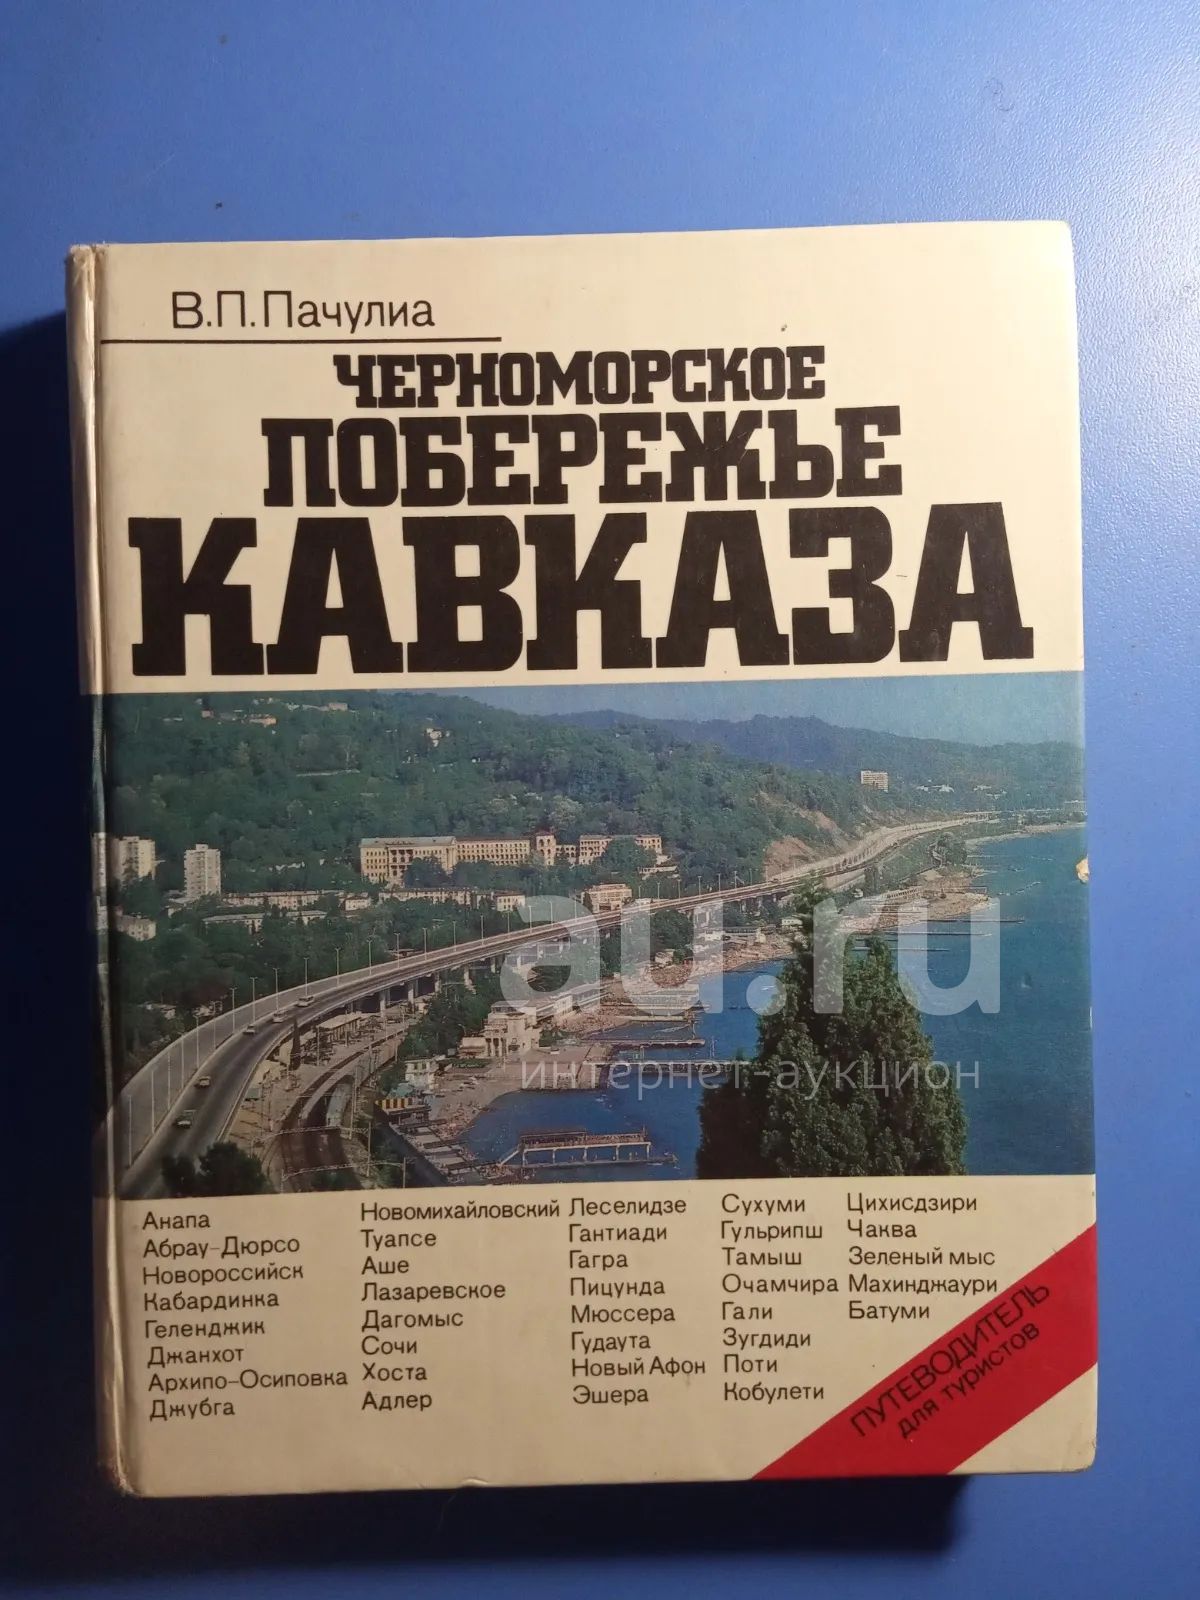 В.П.Пачулиа
ЧЕРНОМОРСКОЕ
ПОБЕРЕЖЬЕ
КАВКАЗА
au.ru
интернет-аукцион
Анапа
Абрау-Дюрсо
Новороссийск
Кабардинка
Геленджик
Джанхот
Архипо-Осиповка
Джубга
Новомихайловский
Туапсе
Аше
Лазаревское
Дагомыс
Сочи
Хоста
Адлер
Леселидзе
Гантиади
Гагра
Пицунда
Мюссера
Гудаута
Новый Афон
Эшера
Сухуми
Гульрипш
Тамыш
Очамчира
Гали
Зугдиди
Поти
Кобулети
Цихисдзири
Чаква
Зеленый мыс
Махинджаури
Батуми
ПУТЕВОДИТЕЛЬ
для туристов